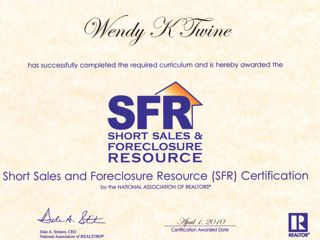 Wendy K Twine
has successfully completed the required curriculum and is hereby awarded the
SFR
SHORT SALES &
FORECLOSURE
RESOURCE
Short Sales and Foreclosure Resource (SFR) Certification
by the NATIONAL ASSOCIATION OF REALTORS®
Dale A. Stinton, CEO
National Association of REALTORS®
April 1, 2010
Certification Awarded Date
R
REALTOR®